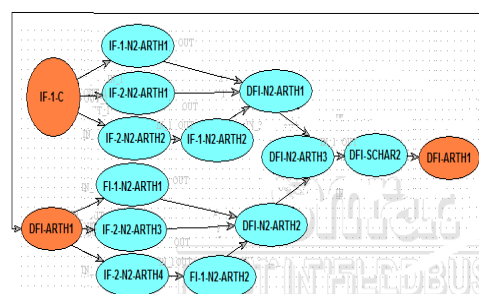 IF-1-N2-ARTH1
IF-1-C
IF-2-N2-ARTH1
DFI-N2-ARTH1
IF-2-N2-ARTH2
IF-1-N2-ARTH2
DFI-N2-ARTH3
DFI-SCHAR2
DFI-ARTH1
FI-1-N2-ARTH1
DFI-ARTH1
IF-2-N2-ARTH3
DFI-N2-ARTH2
IF-2-N2-ARTH4
FI-1-N2-ARTH2